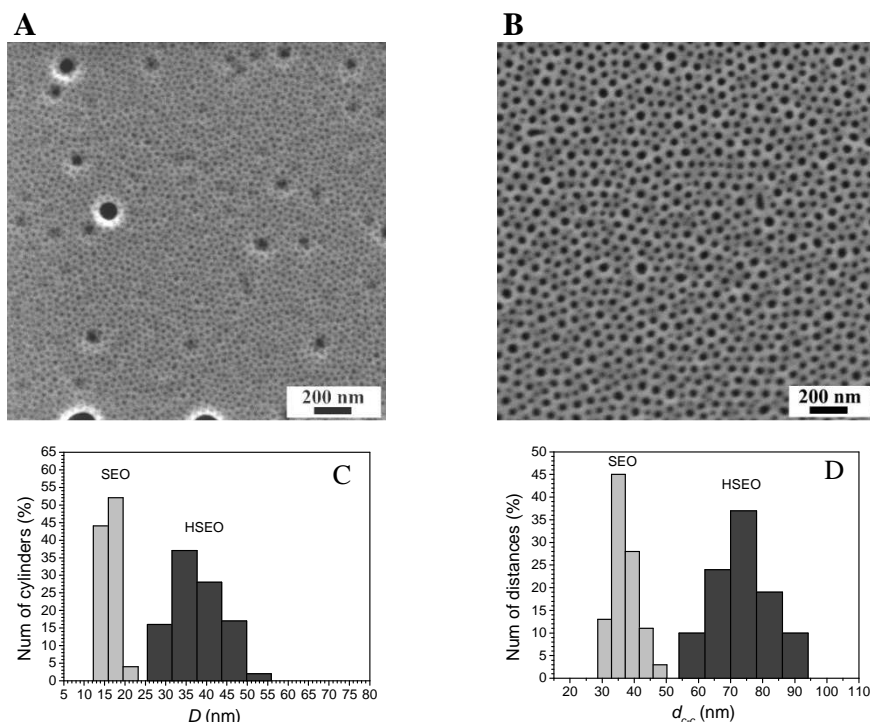 A
B
200 nm
200 nm
65
60
55
50
45
40
35
30
25
20
15
10
5
0
Num of cylinders (%)
SEO
HSEO
C
5 10 15 20 25 30 35 40 45 50 55 60 65 70 75 80
D (nm)
50
45
40
35
30
25
20
15
10
5
0
Num of distances (%)
SEO
HSEO
D
20 30 40 50 60 70 80 90 100 110
d c-c (nm)